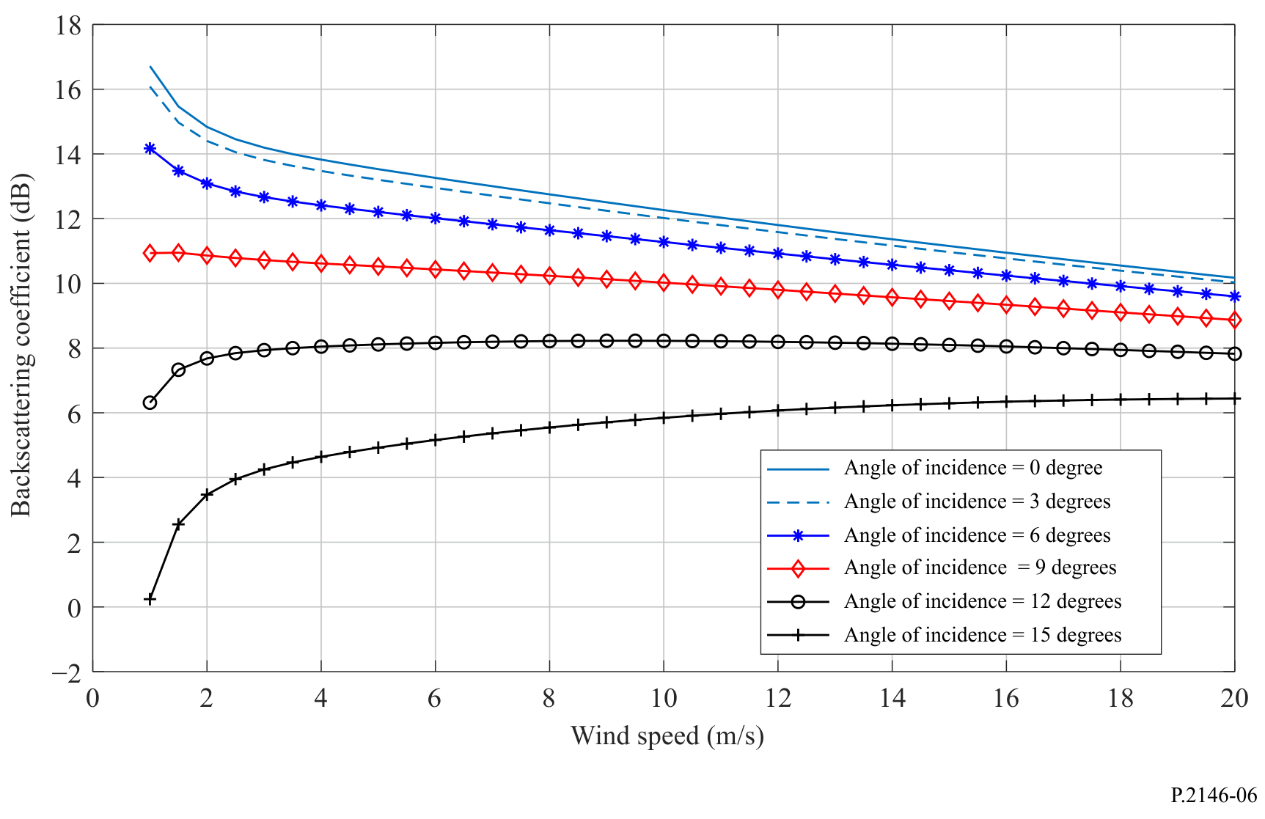 18
16
14
12
10
8
6
4
2
0
−2
Backscattering coefficient (dB)
Angle of incidence = 0 degree
Angle of incidence = 3 degrees
Angle of incidence = 6 degrees
Angle of incidence = 9 degrees
Angle of incidence = 12 degrees
Angle of incidence = 15 degrees
0 2 4 6 8 10 12 14 16 18 20
Wind speed (m/s)
P.2146-06